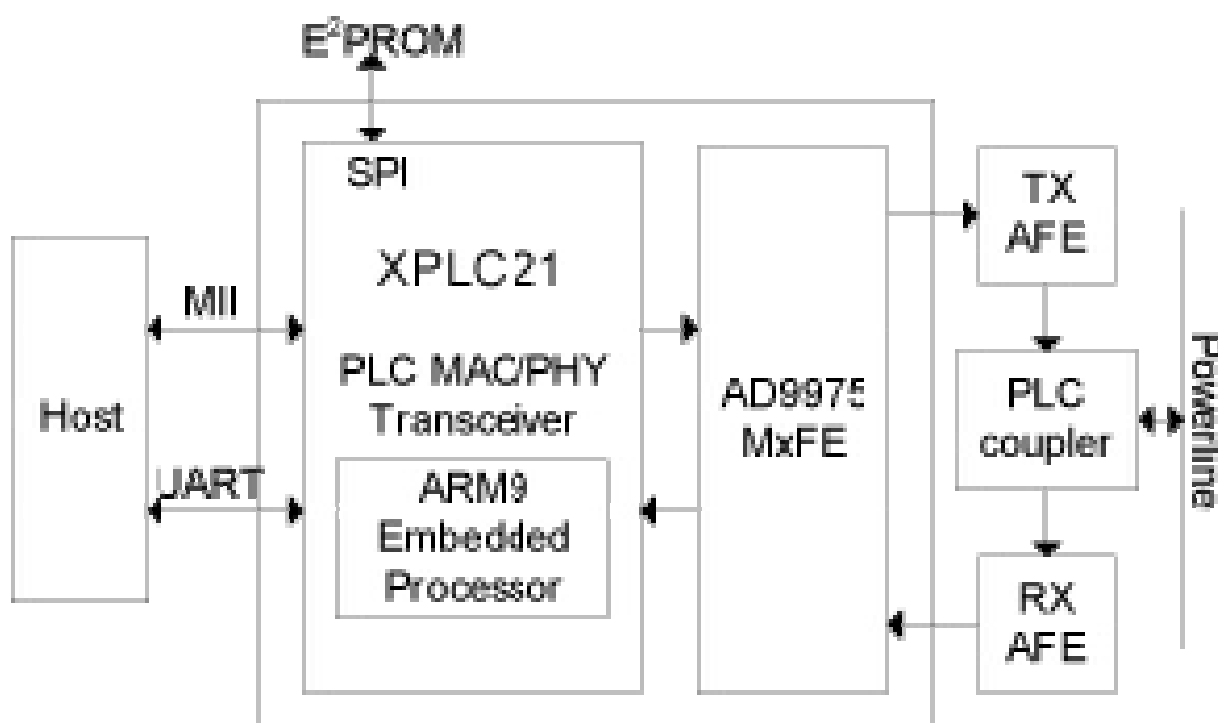 E²PROM
SPI
XPLC21
PLC MAC/PHY
Transceiver
ARM9
Embedded
Processor
Host
MII
UART
AD9975
MxFE
TX
AFE
PLC
coupler
RX
AFE
Powerline